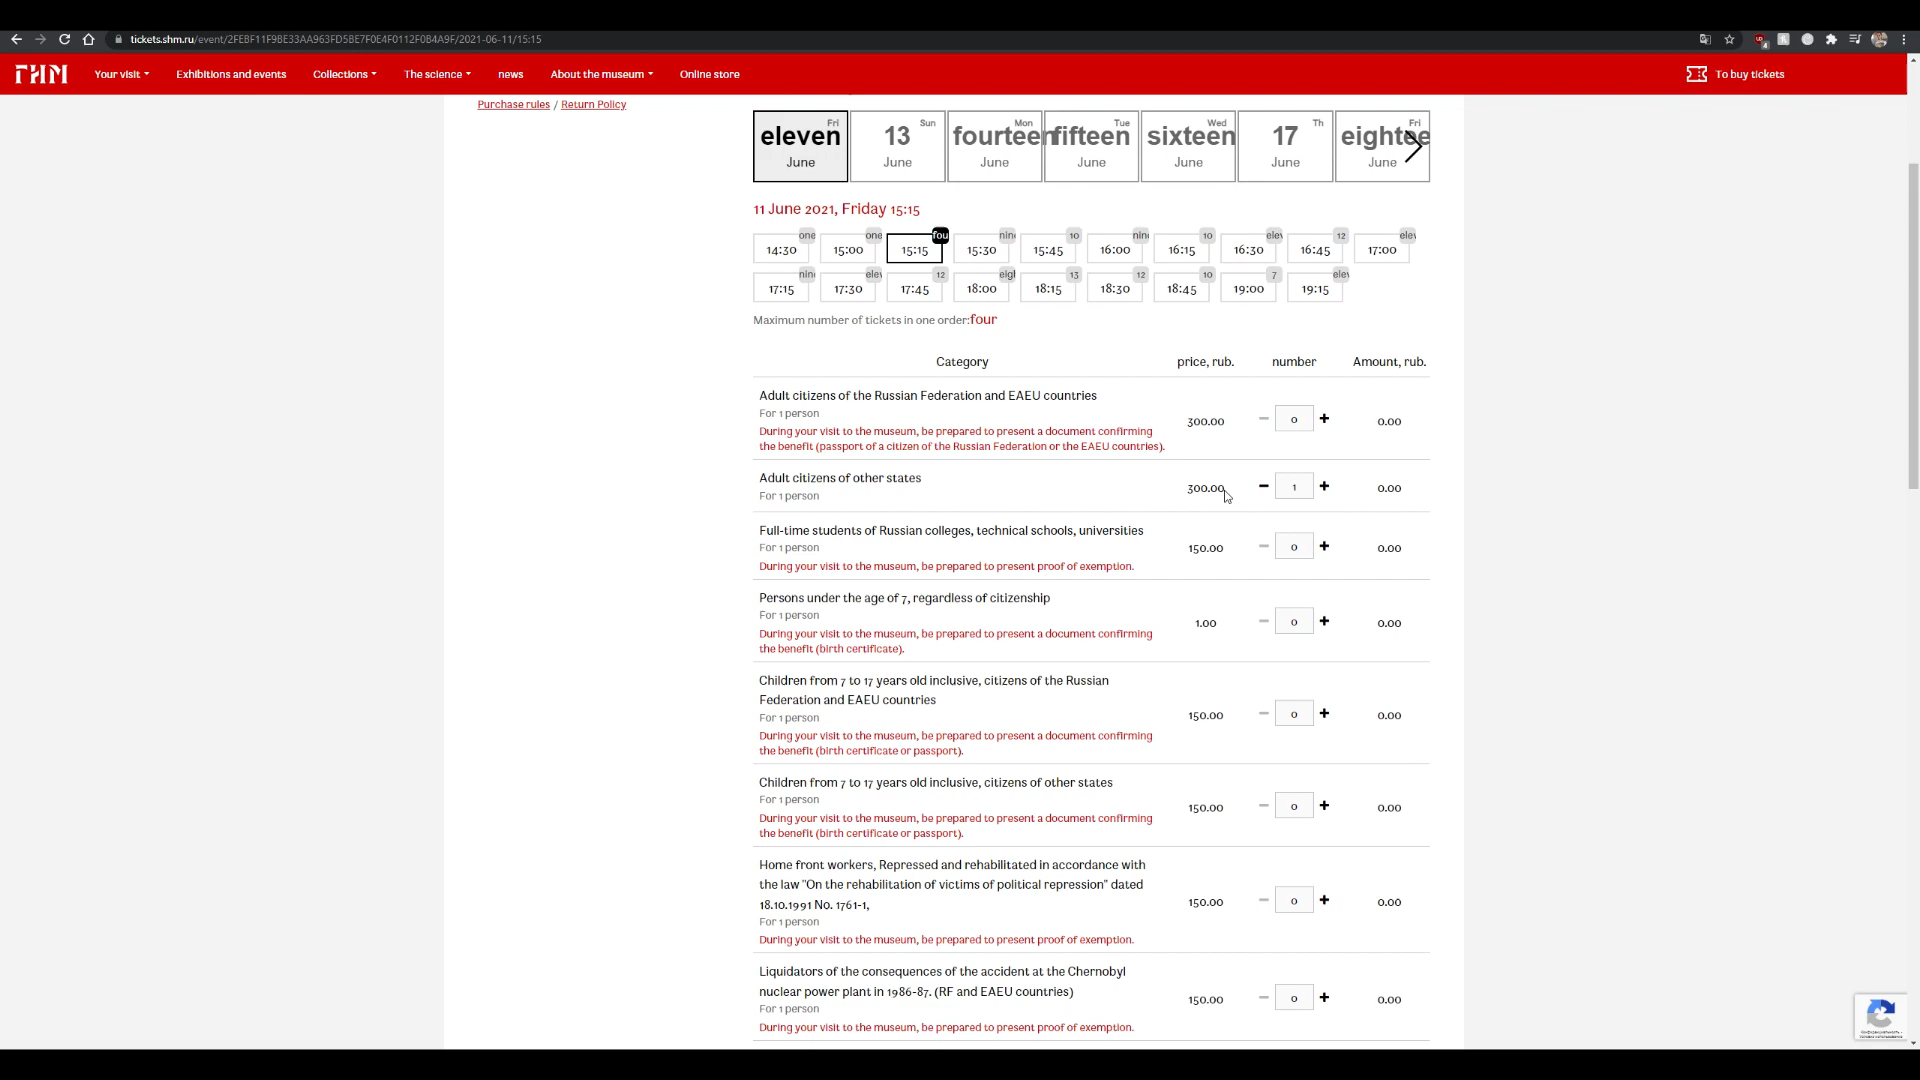 tickets.shm.ru/event/2FEBF11F9BE33AA963FD5BE7F0E4F0112F0B4A9F/2021-06-11/15:15
ГИМ Your visit Exhibitions and events Collections The science news About the museum Online store To buy tickets
Purchase rules / Return Policy
Fri Sun Mon Tue Wed Th Fri
eleven 13 fourteen fifteen sixteen 17 eightee
June June June June June June June
11 June 2021, Friday 15:15
one one fou nin 10 nin 10 elev 12 elev
14:30 15:00 15:15 15:30 15:45 16:00 16:15 16:30 16:45 17:00
nin elev 12 eigh 13 12 10 7 elev
17:15 17:30 17:45 18:00 18:15 18:30 18:45 19:00 19:15
Maximum number of tickets in one order:four
Category price, rub. number Amount, rub.
Adult citizens of the Russian Federation and EAEU countries
For 1 person
During your visit to the museum, be prepared to present a document confirming
the benefit (passport of a citizen of the Russian Federation or the EAEU countries).
300.00 − 0 + 0.00
Adult citizens of other states
For 1 person
300.00 − 1 + 0.00
Full-time students of Russian colleges, technical schools, universities
For 1 person
During your visit to the museum, be prepared to present proof of exemption.
150.00 − 0 + 0.00
Persons under the age of 7, regardless of citizenship
For 1 person
During your visit to the museum, be prepared to present a document confirming
the benefit (birth certificate).
1.00 − 0 + 0.00
Children from 7 to 17 years old inclusive, citizens of the Russian
Federation and EAEU countries
For 1 person
During your visit to the museum, be prepared to present a document confirming
the benefit (birth certificate or passport).
150.00 − 0 + 0.00
Children from 7 to 17 years old inclusive, citizens of other states
For 1 person
During your visit to the museum, be prepared to present a document confirming
the benefit (birth certificate or passport).
150.00 − 0 + 0.00
Home front workers, Repressed and rehabilitated in accordance with
the law "On the rehabilitation of victims of political repression" dated
18.10.1991 No. 1761-1,
For 1 person
During your visit to the museum, be prepared to present proof of exemption.
150.00 − 0 + 0.00
Liquidators of the consequences of the accident at the Chernobyl
nuclear power plant in 1986-87. (RF and EAEU countries)
For 1 person
During your visit to the museum, be prepared to present proof of exemption.
150.00 − 0 + 0.00